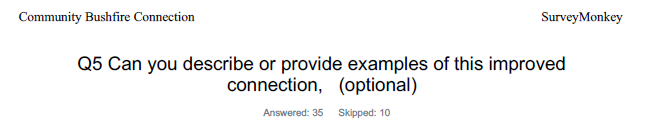 Community Bushfire Connection SurveyMonkey
Q5 Can you describe or provide examples of this improved
connection, (optional)
Answered: 35 Skipped: 10